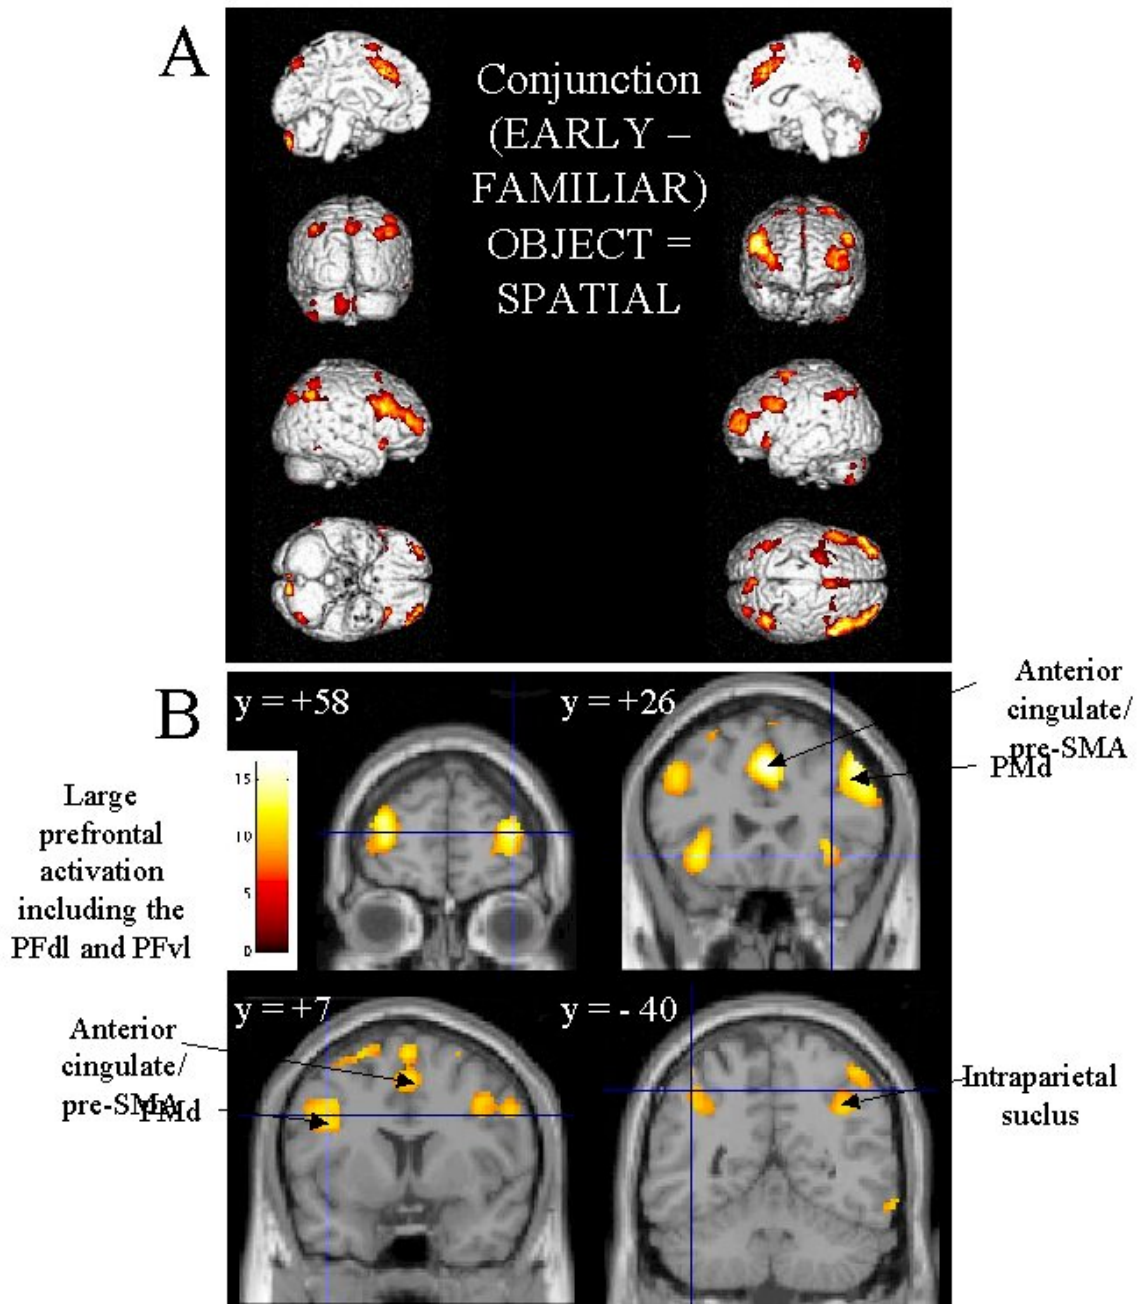 A
Conjunction
(EARLY –
FAMILIAR)
OBJECT =
SPATIAL
B
y = +58
y = +26
Anterior
cingulate/
pre-SMA
PMd
Large
prefrontal
activation
including the
PFdl and PFvl
15
10
5
0
y = +7
y = - 40
Anterior
cingulate/
pre-SMA
PMd
Intraparietal
suclus